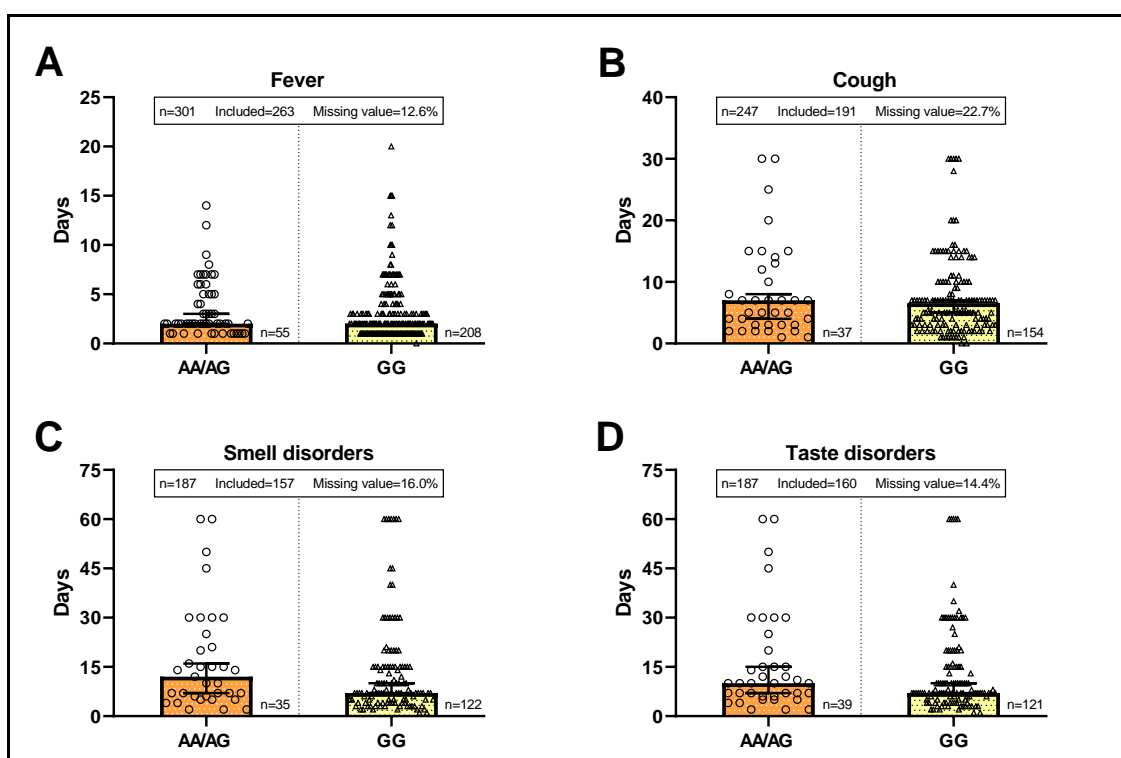 A
Fever
n=301 Included=263 Missing value=12.6%
25
20
15
10
5
0
Days
n=55
n=208
AA/AG
GG
B
Cough
n=247 Included=191 Missing value=22.7%
40
30
20
10
0
Days
n=37
n=154
AA/AG
GG
C
Smell disorders
n=187 Included=157 Missing value=16.0%
75
60
45
30
15
0
Days
n=35
n=122
AA/AG
GG
D
Taste disorders
n=187 Included=160 Missing value=14.4%
75
60
45
30
15
0
Days
n=39
n=121
AA/AG
GG